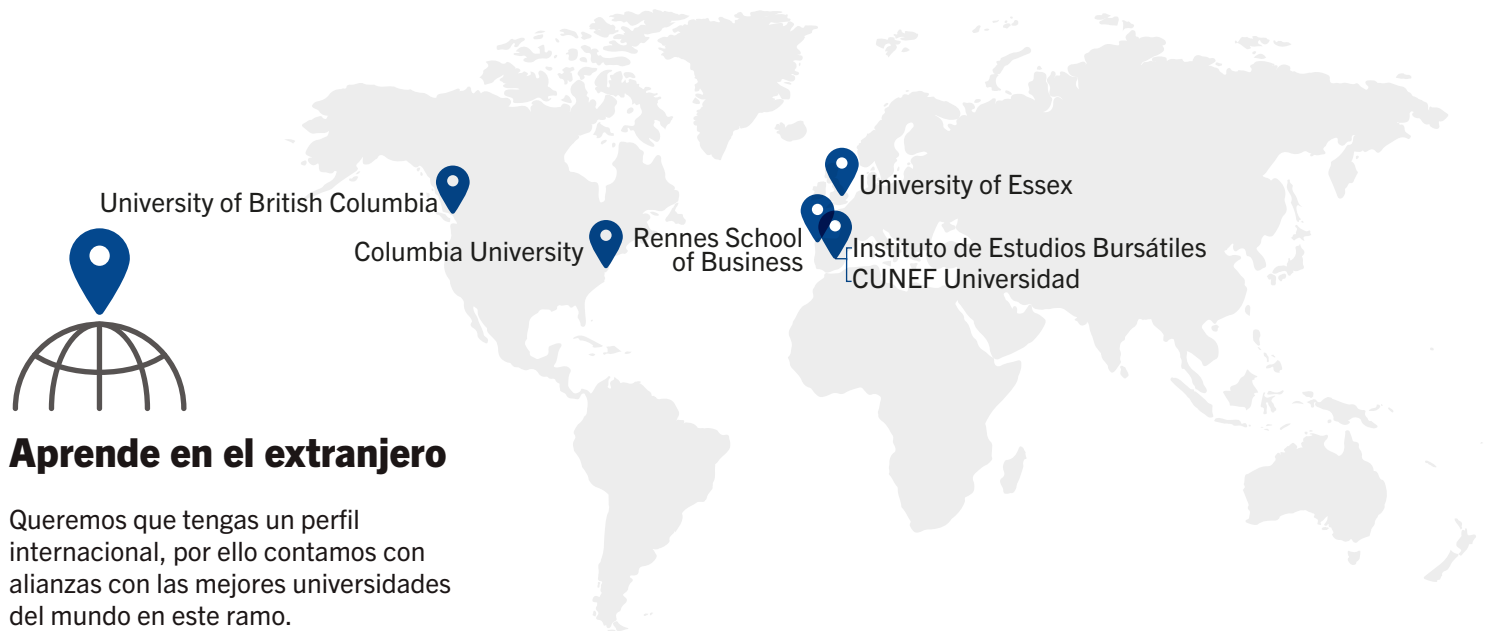 University of British Columbia
Columbia University
Rennes School
of Business
University of Essex
Instituto de Estudios Bursátiles
CUNEF Universidad
Aprende en el extranjero
Queremos que tengas un perfil
internacional, por ello contamos con
alianzas con las mejores universidades
del mundo en este ramo.